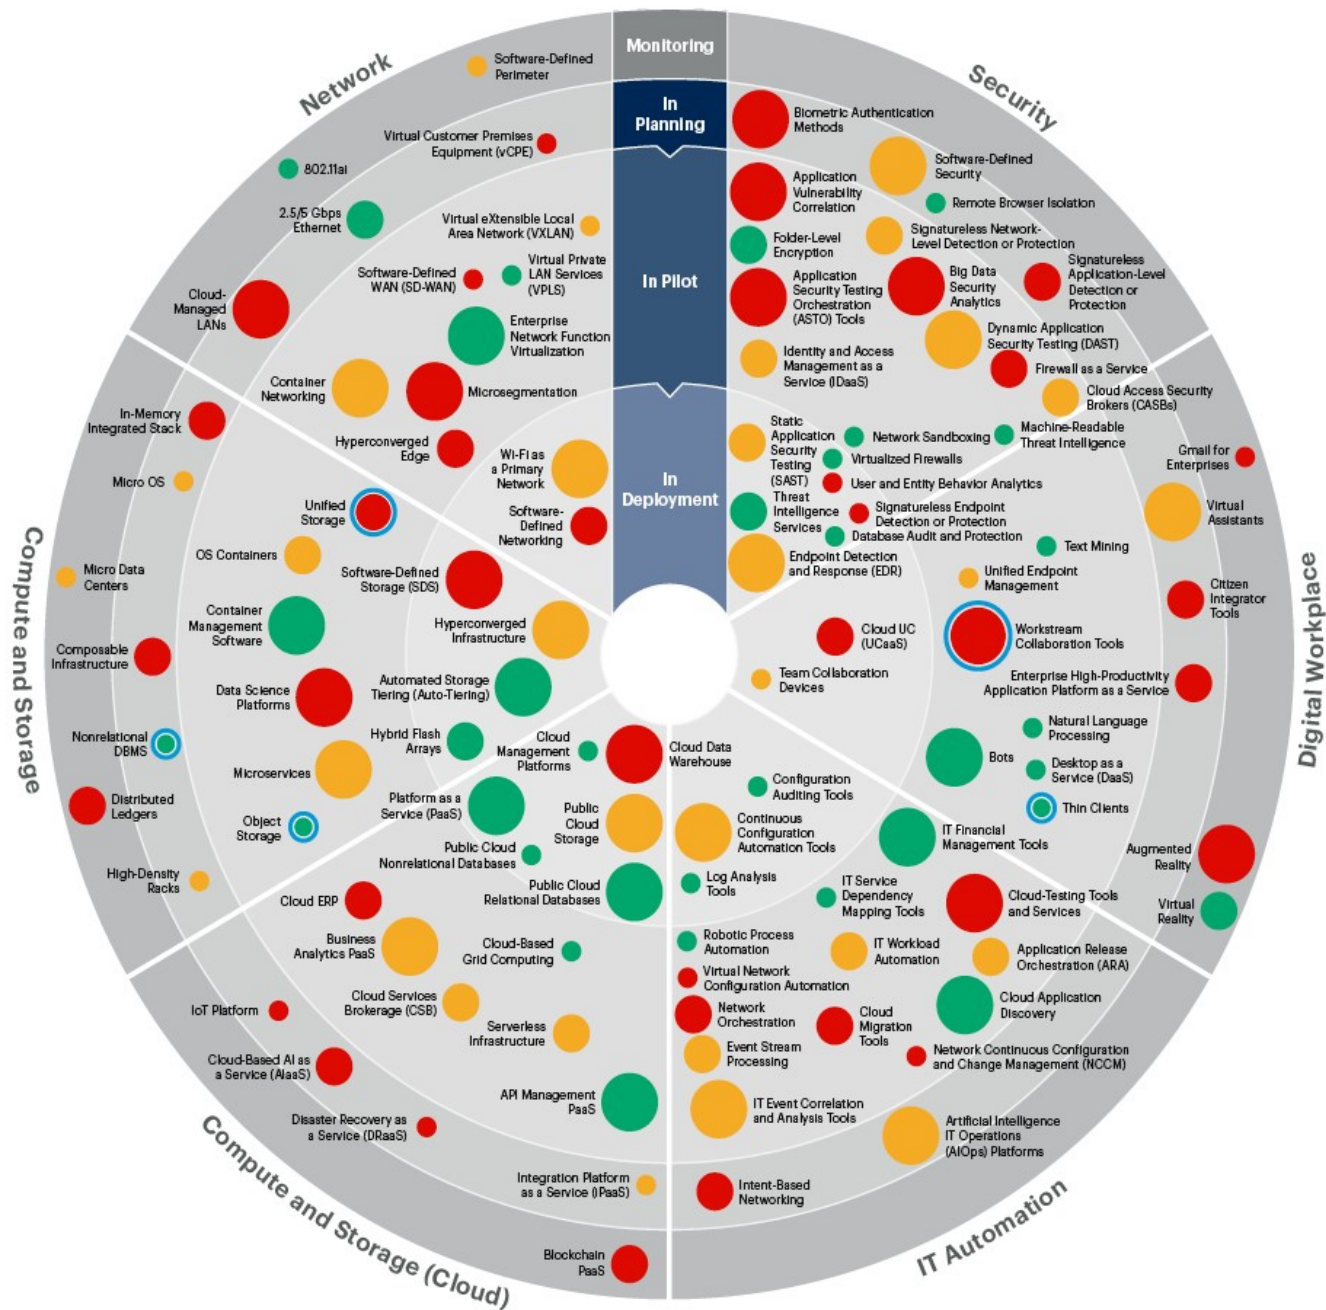 Monitoring
In
Planning
In Pilot
In
Deployment
Network
Software-Defined
Perimeter
Virtual Customer Premises
Equipment (vCPE)
802.11ai
2.5/5 Gbps
Ethernet
Virtual eXtensible Local
Area Network (VXLAN)
Software-Defined
WAN (SD-WAN)
Virtual Private
LAN Services
(VPLS)
Cloud-
Managed
LANs
Enterprise
Network Function
Virtualization
Container
Networking
Microsegmentation
Hyperconverged
Edge
Wi-Fi as
a Primary
Network
Software-
Defined
Networking
Security
Biometric Authentication
Methods
Software-Defined
Security
Application
Vulnerability
Correlation
Remote Browser Isolation
Folder-Level
Encryption
Signatureless Network-
Level Detection or Protection
Application
Security Testing
Orchestration
(ASTO) Tools
Big Data
Security
Analytics
Signatureless
Application-Level
Detection or
Protection
Dynamic Application
Security Testing (DAST)
Identity and Access
Management as a
Service (IDaaS)
Firewall as a Service
Cloud Access Security
Brokers (CASBs)
Static
Application
Security
Testing
(SAST)
Network Sandboxing
Machine-Readable
Threat Intelligence
Virtualized Firewalls
User and Entity Behavior Analytics
Threat
Intelligence
Services
Signatureless Endpoint
Detection or Protection
Database Audit and Protection
Endpoint Detection
and Response (EDR)
Digital Workplace
Gmail for
Enterprises
Virtual
Assistants
Text Mining
Unified Endpoint
Management
Citizen
Integrator
Tools
Cloud UC
(UCaaS)
Workstream
Collaboration Tools
Team Collaboration
Devices
Enterprise High-Productivity
Application Platform as a Service
Natural Language
Processing
Bots
Desktop as a
Service (DaaS)
Thin Clients
Augmented
Reality
Virtual
Reality
IT Automation
Configuration
Auditing Tools
Continuous
Configuration
Automation Tools
IT Financial
Management Tools
Log Analysis
Tools
IT Service
Dependency
Mapping Tools
Cloud-Testing Tools
and Services
Robotic Process
Automation
IT Workload
Automation
Application Release
Orchestration (ARA)
Virtual Network
Configuration Automation
Network
Orchestration
Cloud
Migration
Tools
Cloud Application
Discovery
Event Stream
Processing
Network Continuous Configuration
and Change Management (NCCM)
IT Event Correlation
and Analysis Tools
Artificial Intelligence
IT Operations
(AIOps) Platforms
Intent-Based
Networking
Compute and Storage (Cloud)
Cloud
Management
Platforms
Cloud Data
Warehouse
Platform as a
Service (PaaS)
Public
Cloud
Storage
Public Cloud
Nonrelational Databases
Public Cloud
Relational Databases
Cloud ERP
Business
Analytics PaaS
Cloud-Based
Grid Computing
Cloud Services
Brokerage (CSB)
IoT Platform
Serverless
Infrastructure
Cloud-Based AI as
a Service (AIaaS)
API Management
PaaS
Disaster Recovery as
a Service (DRaaS)
Integration Platform
as a Service (iPaaS)
Blockchain
PaaS
Compute and Storage
In-Memory
Integrated Stack
Micro OS
Unified
Storage
OS Containers
Micro Data
Centers
Software-Defined
Storage (SDS)
Container
Management
Software
Hyperconverged
Infrastructure
Composable
Infrastructure
Data Science
Platforms
Automated Storage
Tiering (Auto-Tiering)
Nonrelational
DBMS
Hybrid Flash
Arrays
Microservices
Distributed
Ledgers
Object
Storage
High-Density
Racks